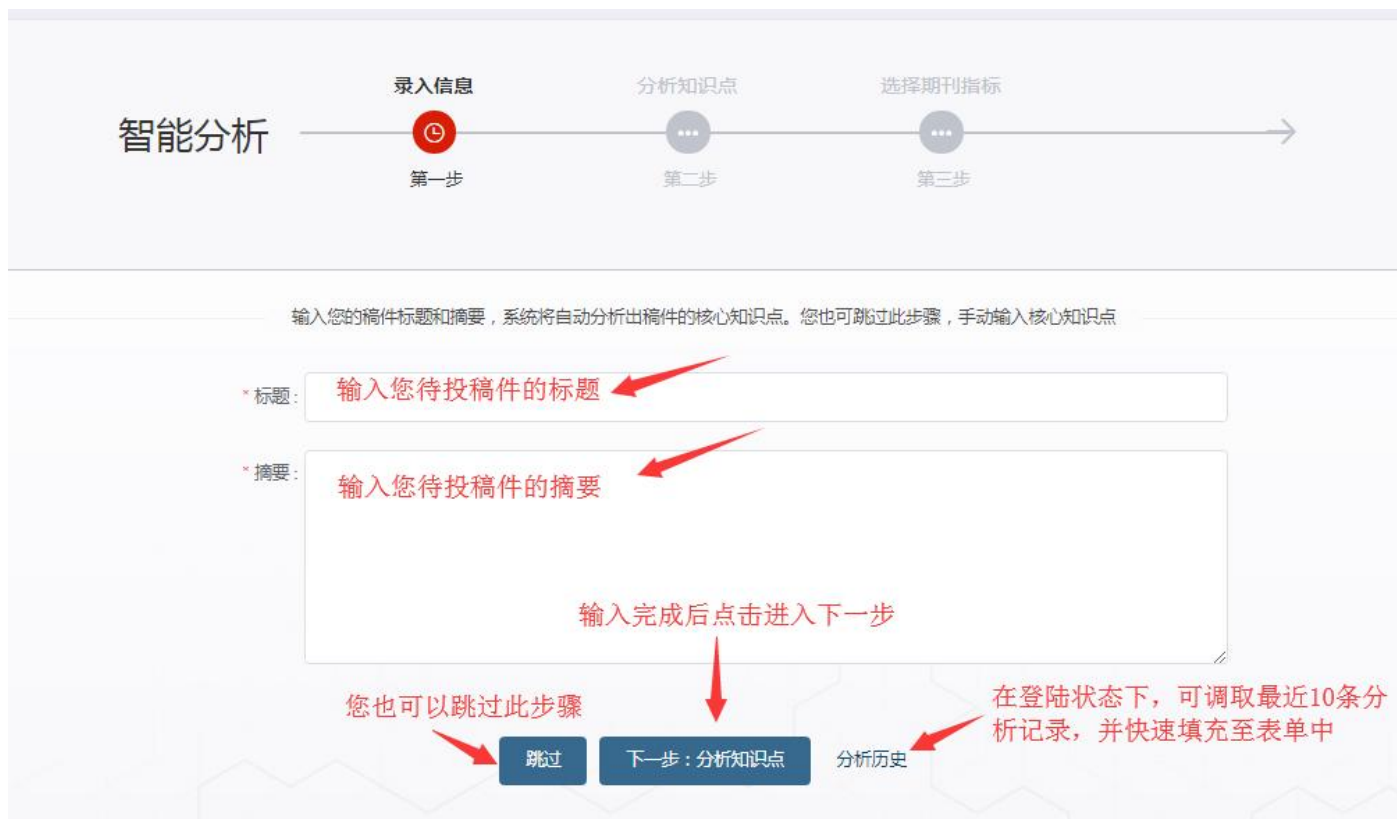 录入信息
分析知识点
选择期刊指标
智能分析
第一步
第二步
第三步
输入您的稿件标题和摘要，系统将自动分析出稿件的核心知识点。您也可跳过此步骤，手动输入核心知识点
* 标题：
输入您待投稿件的标题
* 摘要：
输入您待投稿件的摘要
输入完成后点击进入下一步
您也可以跳过此步骤
在登陆状态下，可调取最近10条分
析记录，并快速填充至表单中
跳过
下一步：分析知识点
分析历史